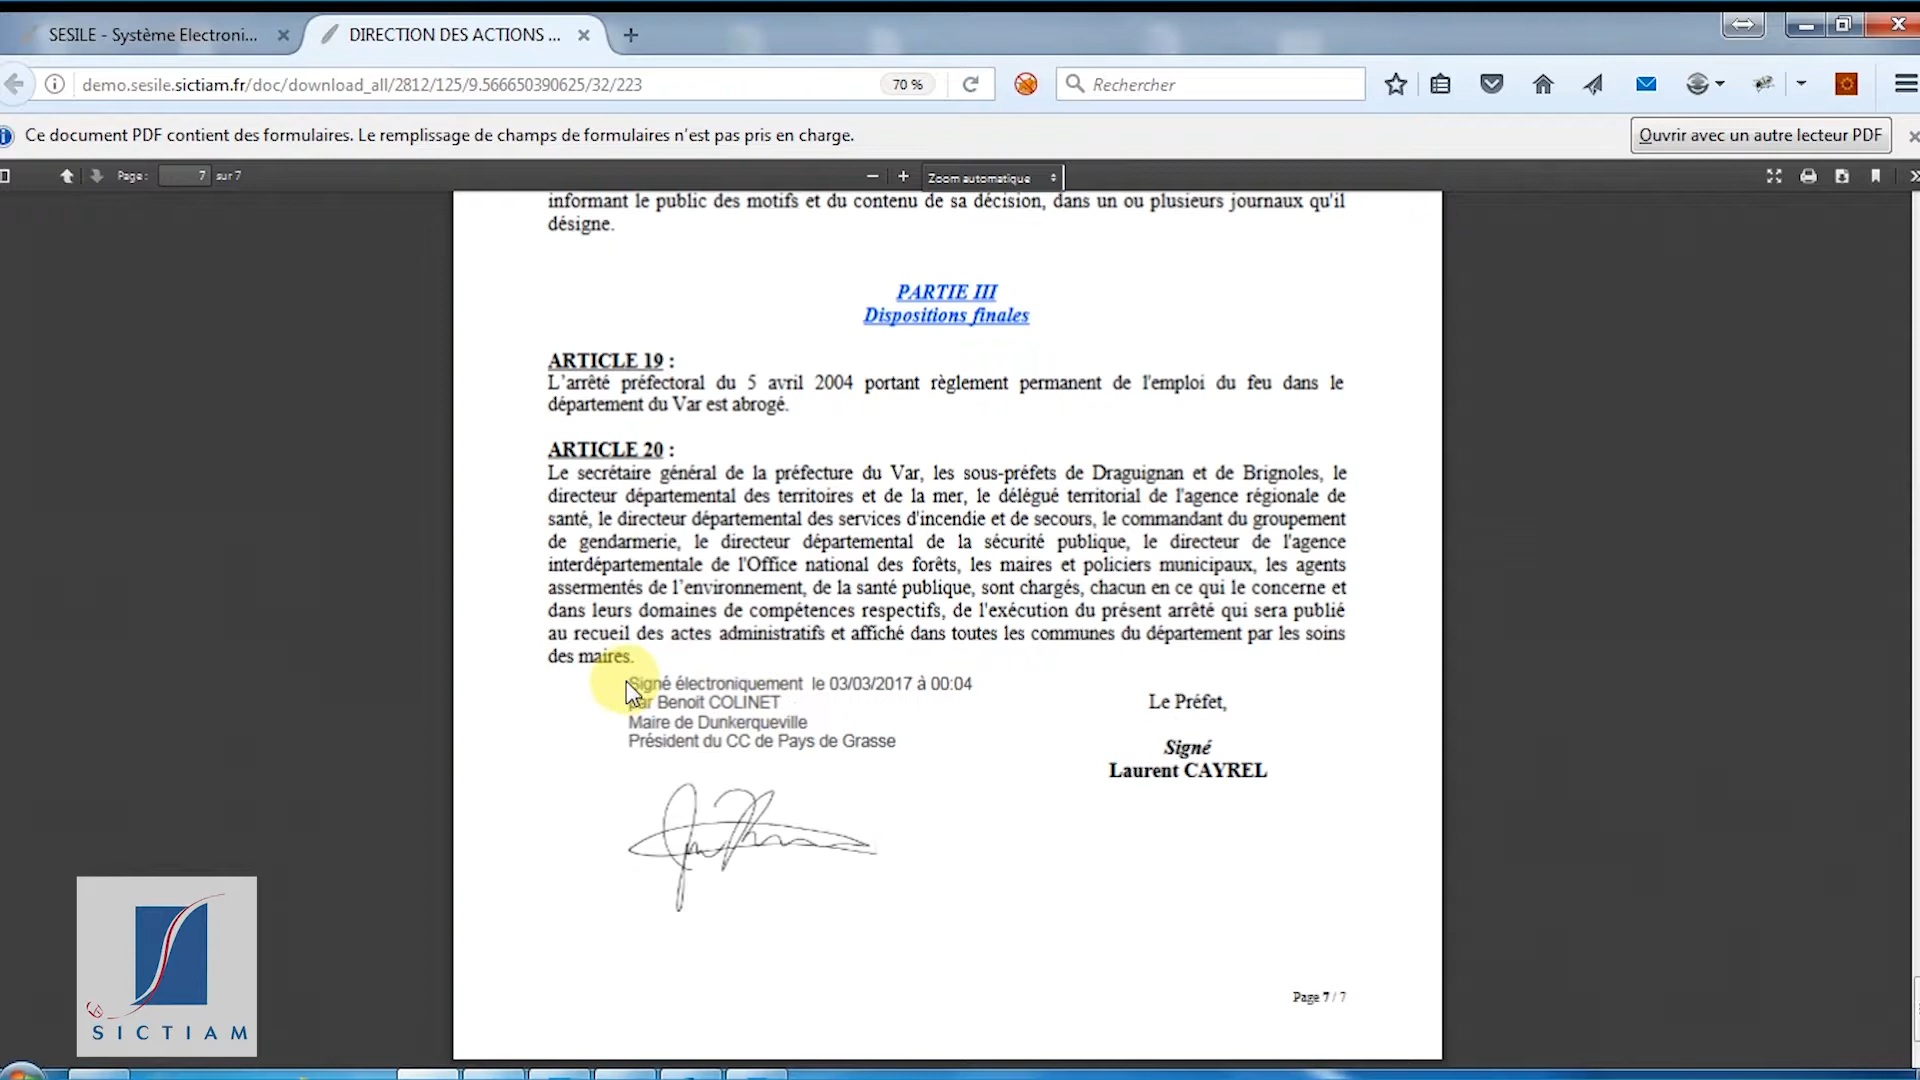 SESILE - Système Electroni...
DIRECTION DES ACTIONS ...
demo.sesile.sictiam.fr/doc/download_all/2812/125/9.566650390625/32/223
70 %
Rechercher
Ce document PDF contient des formulaires. Le remplissage de champs de formulaires n'est pas pris en charge.
Ouvrir avec un autre lecteur PDF
Page :
7
sur 7
Zoom automatique
informant le public des motifs et du contenu de sa décision, dans un ou plusieurs journaux qu'il
désigne.
PARTIE III
Dispositions finales
ARTICLE 19 :
L'arrêté préfectoral du 5 avril 2004 portant règlement permanent de l'emploi du feu dans le
département du Var est abrogé.
ARTICLE 20 :
Le secrétaire général de la préfecture du Var, les sous-préfets de Draguignan et de Brignoles, le
directeur départemental des territoires et de la mer, le délégué territorial de l'agence régionale de
santé, le directeur départemental des services d'incendie et de secours, le commandant du groupement
de gendarmerie, le directeur départemental de la sécurité publique, le directeur de l'agence
interdépartementale de l'Office national des forêts, les maires et policiers municipaux, les agents
assermentés de l'environnement, de la santé publique, sont chargés, chacun en ce qui le concerne et
dans leurs domaines de compétences respectifs, de l'exécution du présent arrêté qui sera publié
au recueil des actes administratifs et affiché dans toutes les communes du département par les soins
des maires.
Signé électroniquement le 03/03/2017 à 00:04
par Benoit COLINET
Maire de Dunkerqueville
Président du CC de Pays de Grasse
Le Préfet,
Signé
Laurent CAYREL
Page 7 / 7
SICTIAM